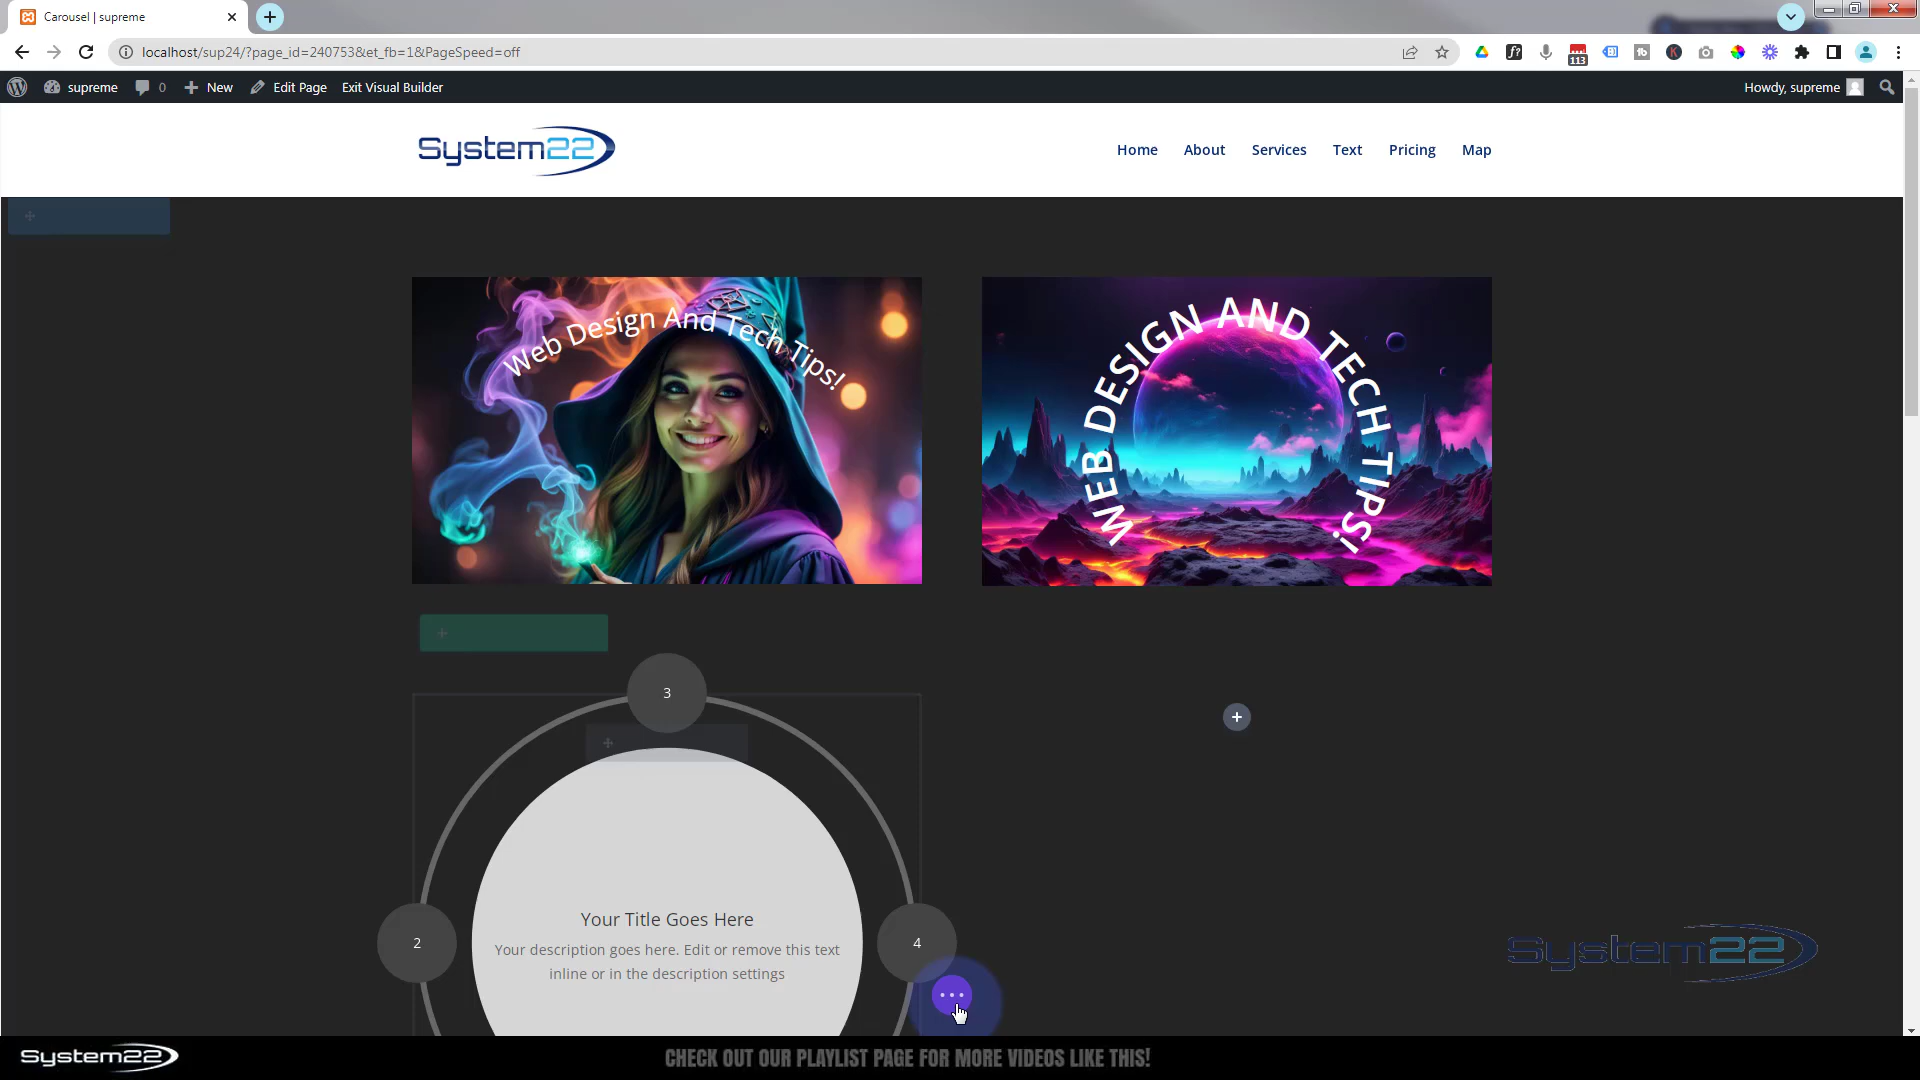 Carousel | supreme
localhost/sup24/?page_id=240753&et_fb=1&PageSpeed=off
113
supreme
0
New
Edit Page
Exit Visual Builder
Howdy, supreme
System22
Home
About
Services
Text
Pricing
Map
Web Design And Tech Tips!
WEB DESIGN AND TECH TIPS!
3
2
4
Your Title Goes Here
Your description goes here. Edit or remove this text
inline or in the description settings
System22
System22
CHECK OUT OUR PLAYLIST PAGE FOR MORE VIDEOS LIKE THIS!